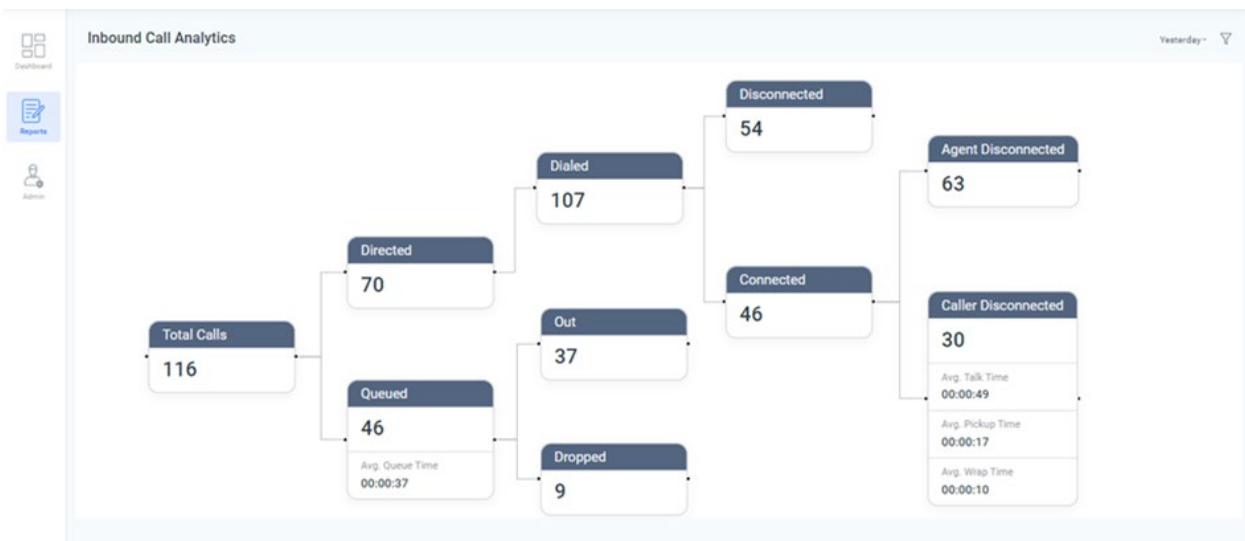 Dashboard
Reports
Admin
Inbound Call Analytics
Yesterday
Total Calls
116
Directed
70
Queued
46
Avg. Queue Time
00:00:37
Dialed
107
Out
37
Dropped
9
Disconnected
54
Connected
46
Agent Disconnected
63
Caller Disconnected
30
Avg. Talk Time
00:00:49
Avg. Pickup Time
00:00:17
Avg. Wrap Time
00:00:10